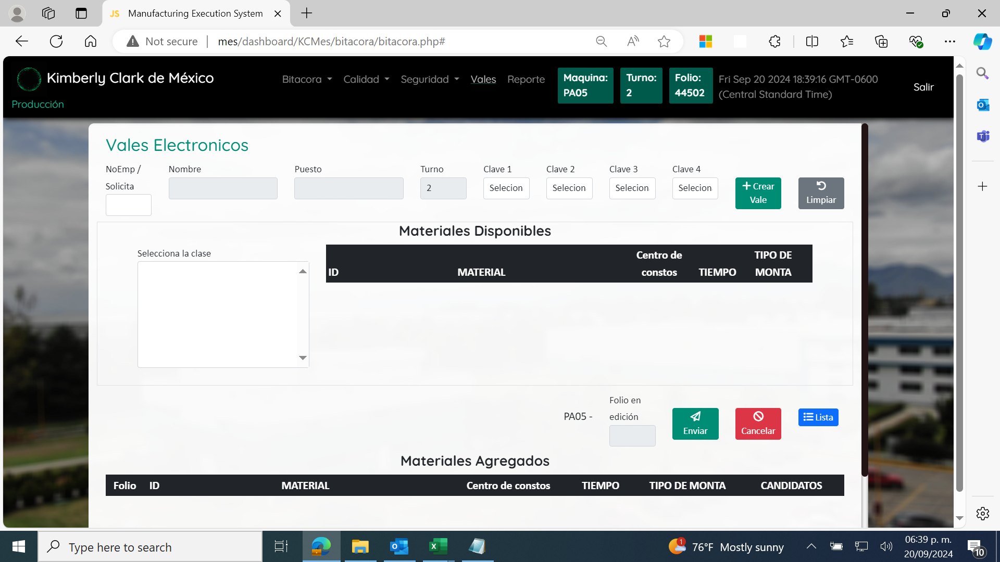 JS Manufacturing Execution System
Not secure | mes/dashboard/KCMes/bitacora/bitacora.php#
Kimberly Clark de México
Producción
Bitacora
Calidad
Seguridad
Vales
Reporte
Maquina:
PA05
Turno:
2
Folio:
44502
Fri Sep 20 2024 18:39:16 GMT-0600
(Central Standard Time)
Salir
Vales Electronicos
NoEmp /
Solicita
Nombre
Puesto
Turno
2
Clave 1
Selecion
Clave 2
Selecion
Clave 3
Selecion
Clave 4
Selecion
Crear
Vale
Limpiar
Materiales Disponibles
Selecciona la clase
ID
MATERIAL
Centro de
constos
TIEMPO
TIPO DE
MONTA
PA05 -
Folio en
edición
Enviar
Cancelar
Lista
Materiales Agregados
Folio ID MATERIAL Centro de constos TIEMPO TIPO DE MONTA CANDIDATOS
Type here to search
1
76°F Mostly sunny
06:39 p. m.
20/09/2024
10